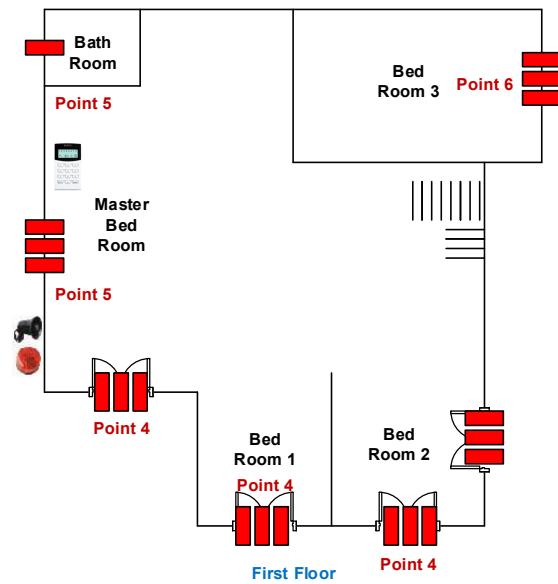 Bath
Room
Point 5
Bed
Room 3
Point 6
Master
Bed
Room
Point 5
Point 4
Bed
Room 1
Point 4
Bed
Room 2
Point 4
First Floor